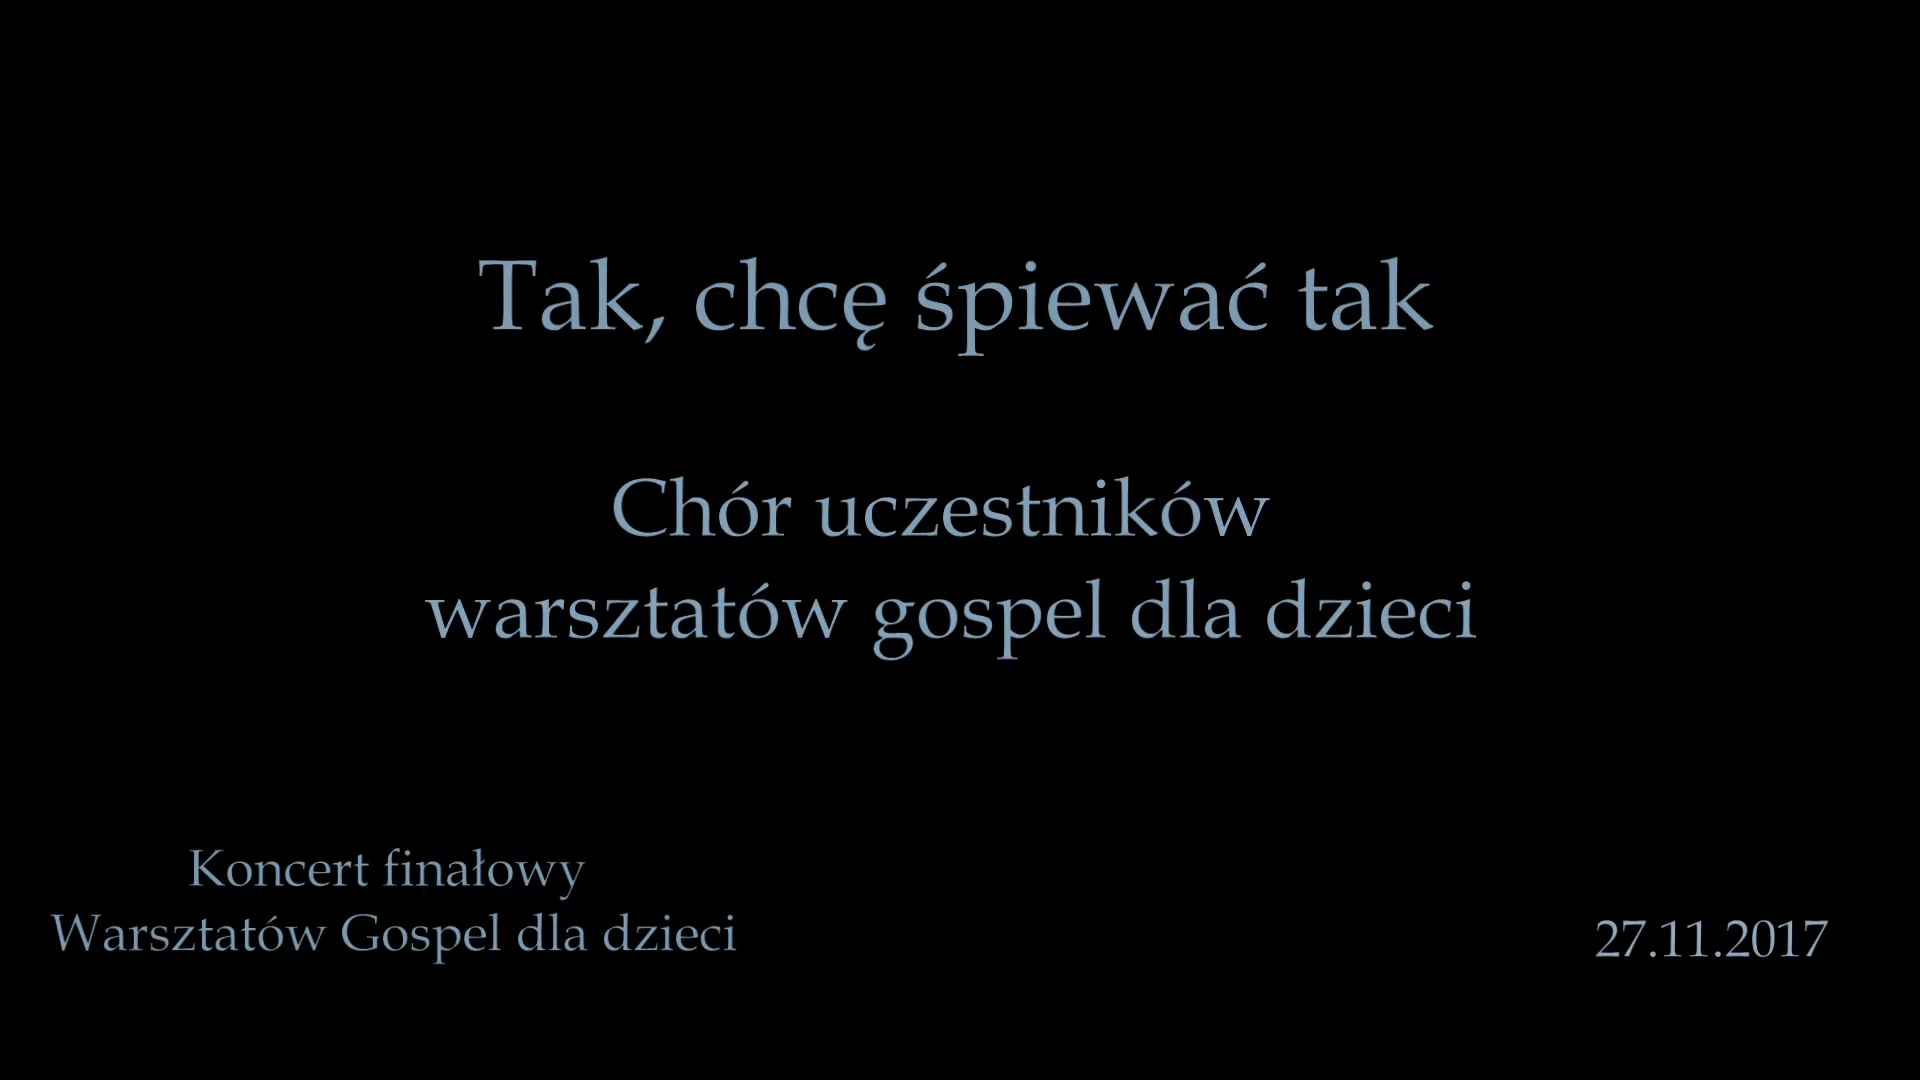 Tak, chcę śpiewać tak
Chór uczestników
warsztatów gospel dla dzieci
Koncert finałowy
Warsztatów Gospel dla dzieci
27.11.2017